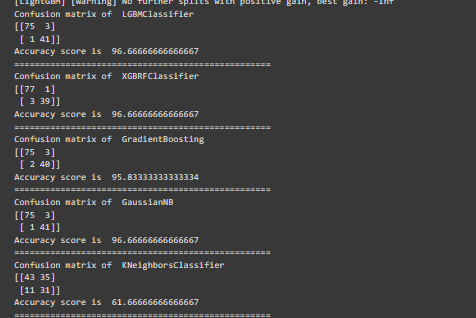 [LightGBM] [Warning] No further splits with positive gain, best gain: -inf
Confusion matrix of  LGBMClassifier
[[75  3]
 [ 1 41]]
Accuracy score is  96.66666666666667
==================================================
Confusion matrix of  XGBRFClassifier
[[77  1]
 [ 3 39]]
Accuracy score is  96.66666666666667
==================================================
Confusion matrix of  GradientBoosting
[[75  3]
 [ 2 40]]
Accuracy score is  95.83333333333334
==================================================
Confusion matrix of  GaussianNB
[[75  3]
 [ 1 41]]
Accuracy score is  96.66666666666667
==================================================
Confusion matrix of  KNeighborsClassifier
[[43 35]
 [11 31]]
Accuracy score is  61.66666666666667
==================================================